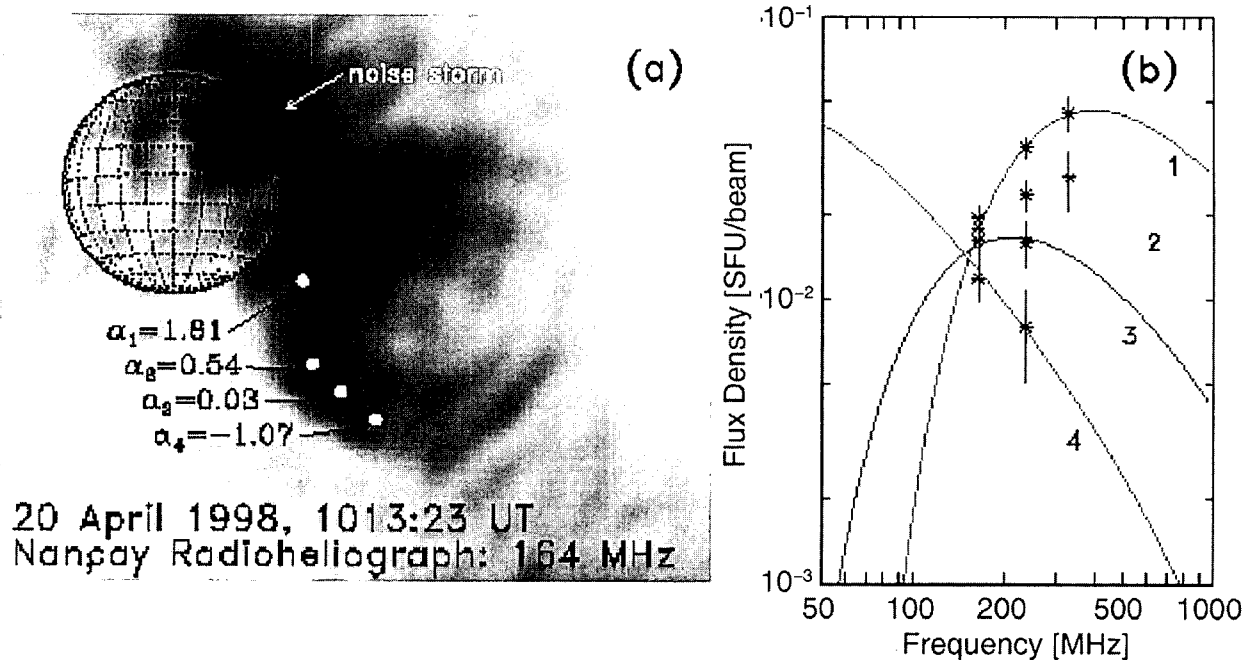 (a)
noise storm
α₁=1.81
α₂=0.54
α₃=0.03
α₄=−1.07
20 April 1998, 1013:23 UT
Nançay Radioheliograph: 164 MHz
(b)
10⁻¹
10⁻²
10⁻³
Flux Density [SFU/beam]
1
2
3
4
50 100 200 500 1000
Frequency [MHz]